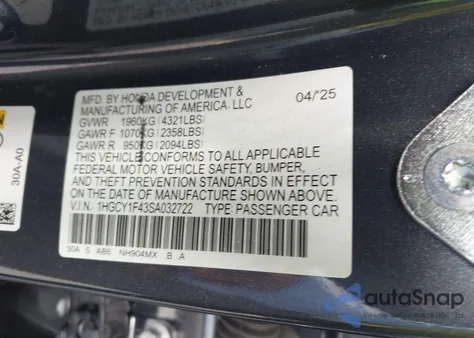 MFD. BY HONDA DEVELOPMENT &
MANUFACTURING OF AMERICA, LLC
04/'25
GVWR 1960KG (4321LBS)
GAWR F 1070KG (2358LBS)
GAWR R 950KG (2094LBS)
THIS VEHICLE CONFORMS TO ALL APPLICABLE
FEDERAL MOTOR VEHICLE SAFETY, BUMPER,
AND THEFT PREVENTION STANDARDS IN EFFECT
ON THE DATE OF MANUFACTURE SHOWN ABOVE.
V.I.N.: 1HGCY1F43SA032722 TYPE: PASSENGER CAR
30A S AB6 NH904MX B .A
30A-A0
autoSnap